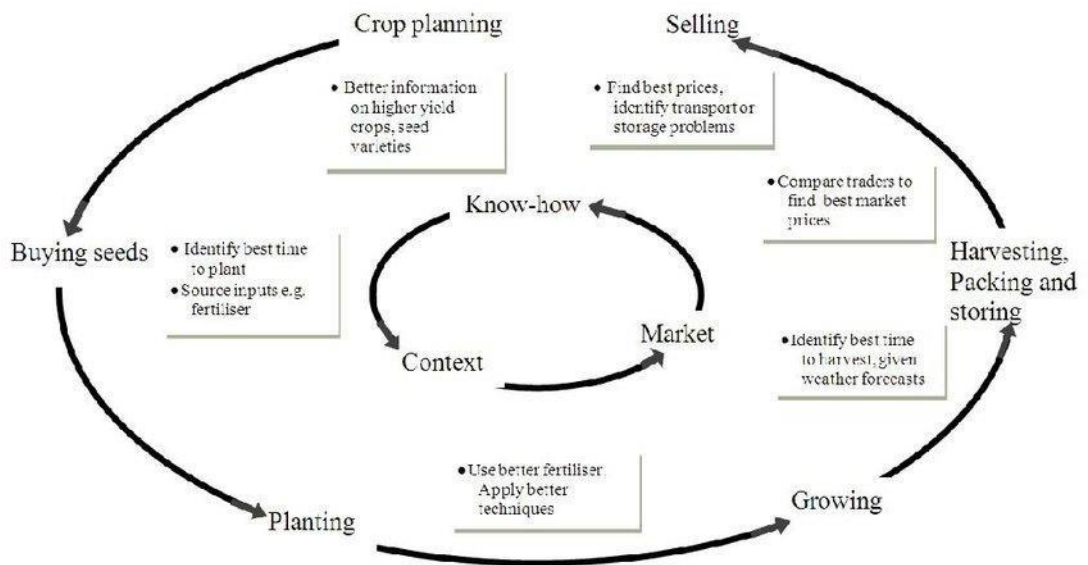 Crop planning
Selling
• Better information
on higher yield
crops, seed
varieties
• Find best prices,
identify transport or
storage problems
• Compare traders to
find best market
prices
Know-how
Buying seeds
• Identify best time
to plant
• Source inputs e.g.
fertiliser
Harvesting,
Packing and
storing
Market
Context
• Identify best time
to harvest, given
weather forecasts
• Use better fertiliser
Apply better
techniques
Growing
Planting